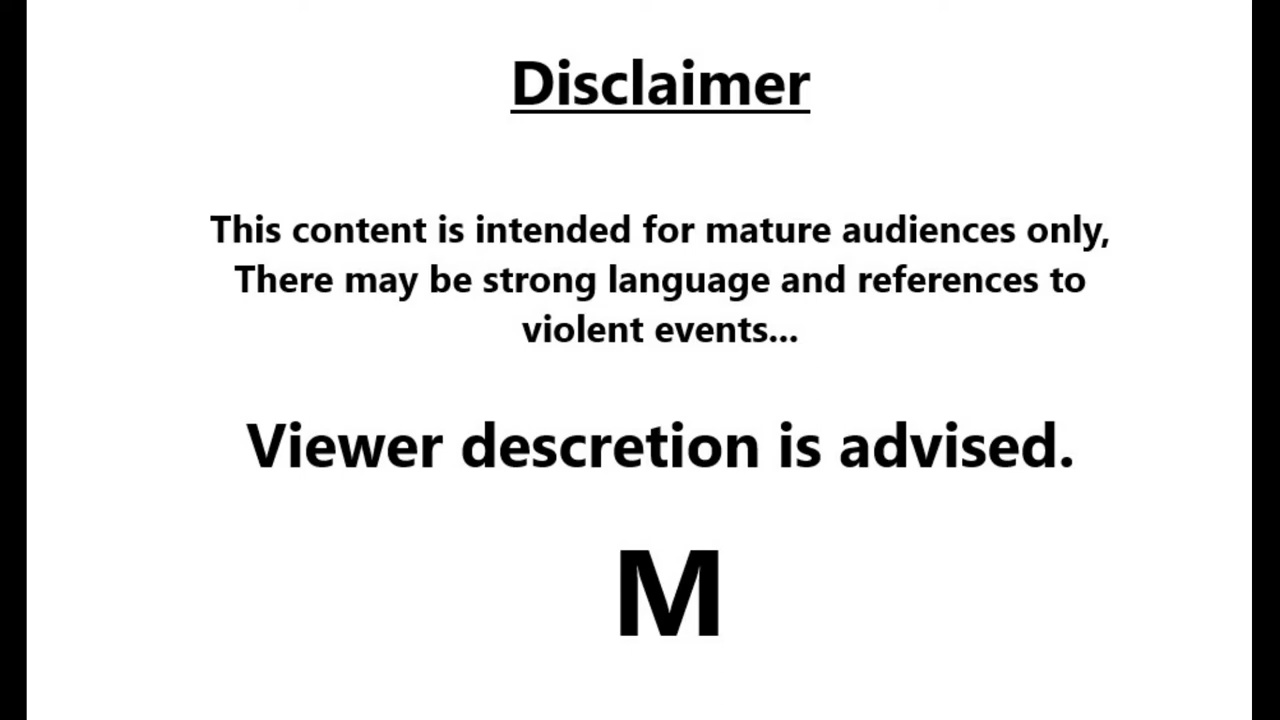 Disclaimer
This content is intended for mature audiences only,
There may be strong language and references to
violent events...
Viewer descretion is advised.
M